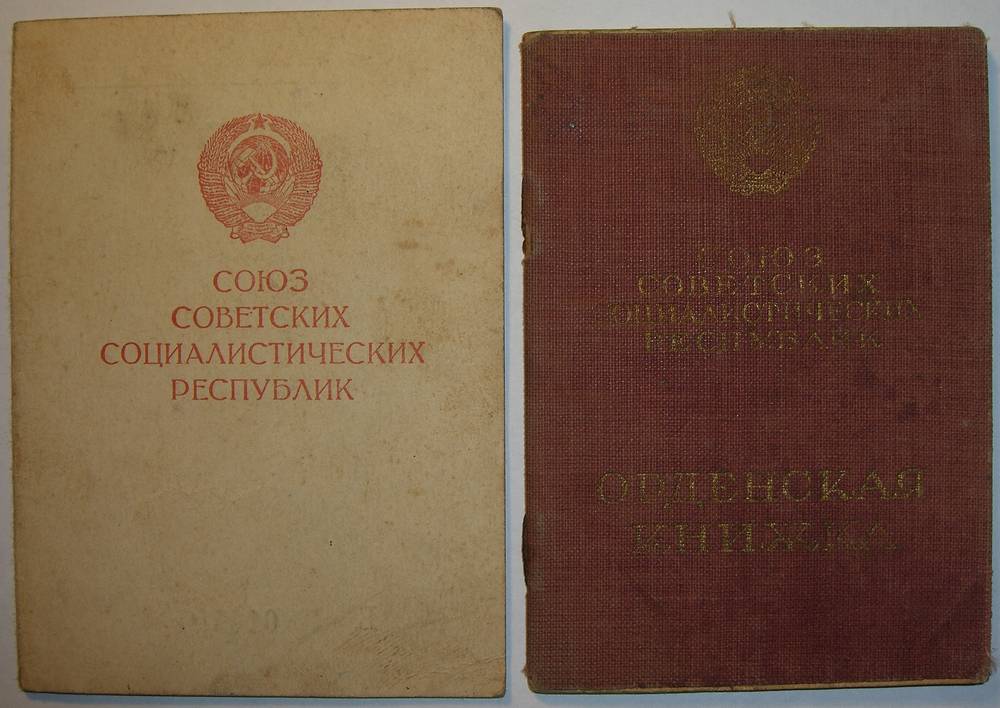 СОЮЗ
СОВЕТСКИХ
СОЦИАЛИСТИЧЕСКИХ
РЕСПУБЛИК
СОЮЗ
СОВЕТСКИХ
СОЦИАЛИСТИЧЕСКИХ
РЕСПУБЛИК
ОРДЕНСКАЯ
КНИЖКА